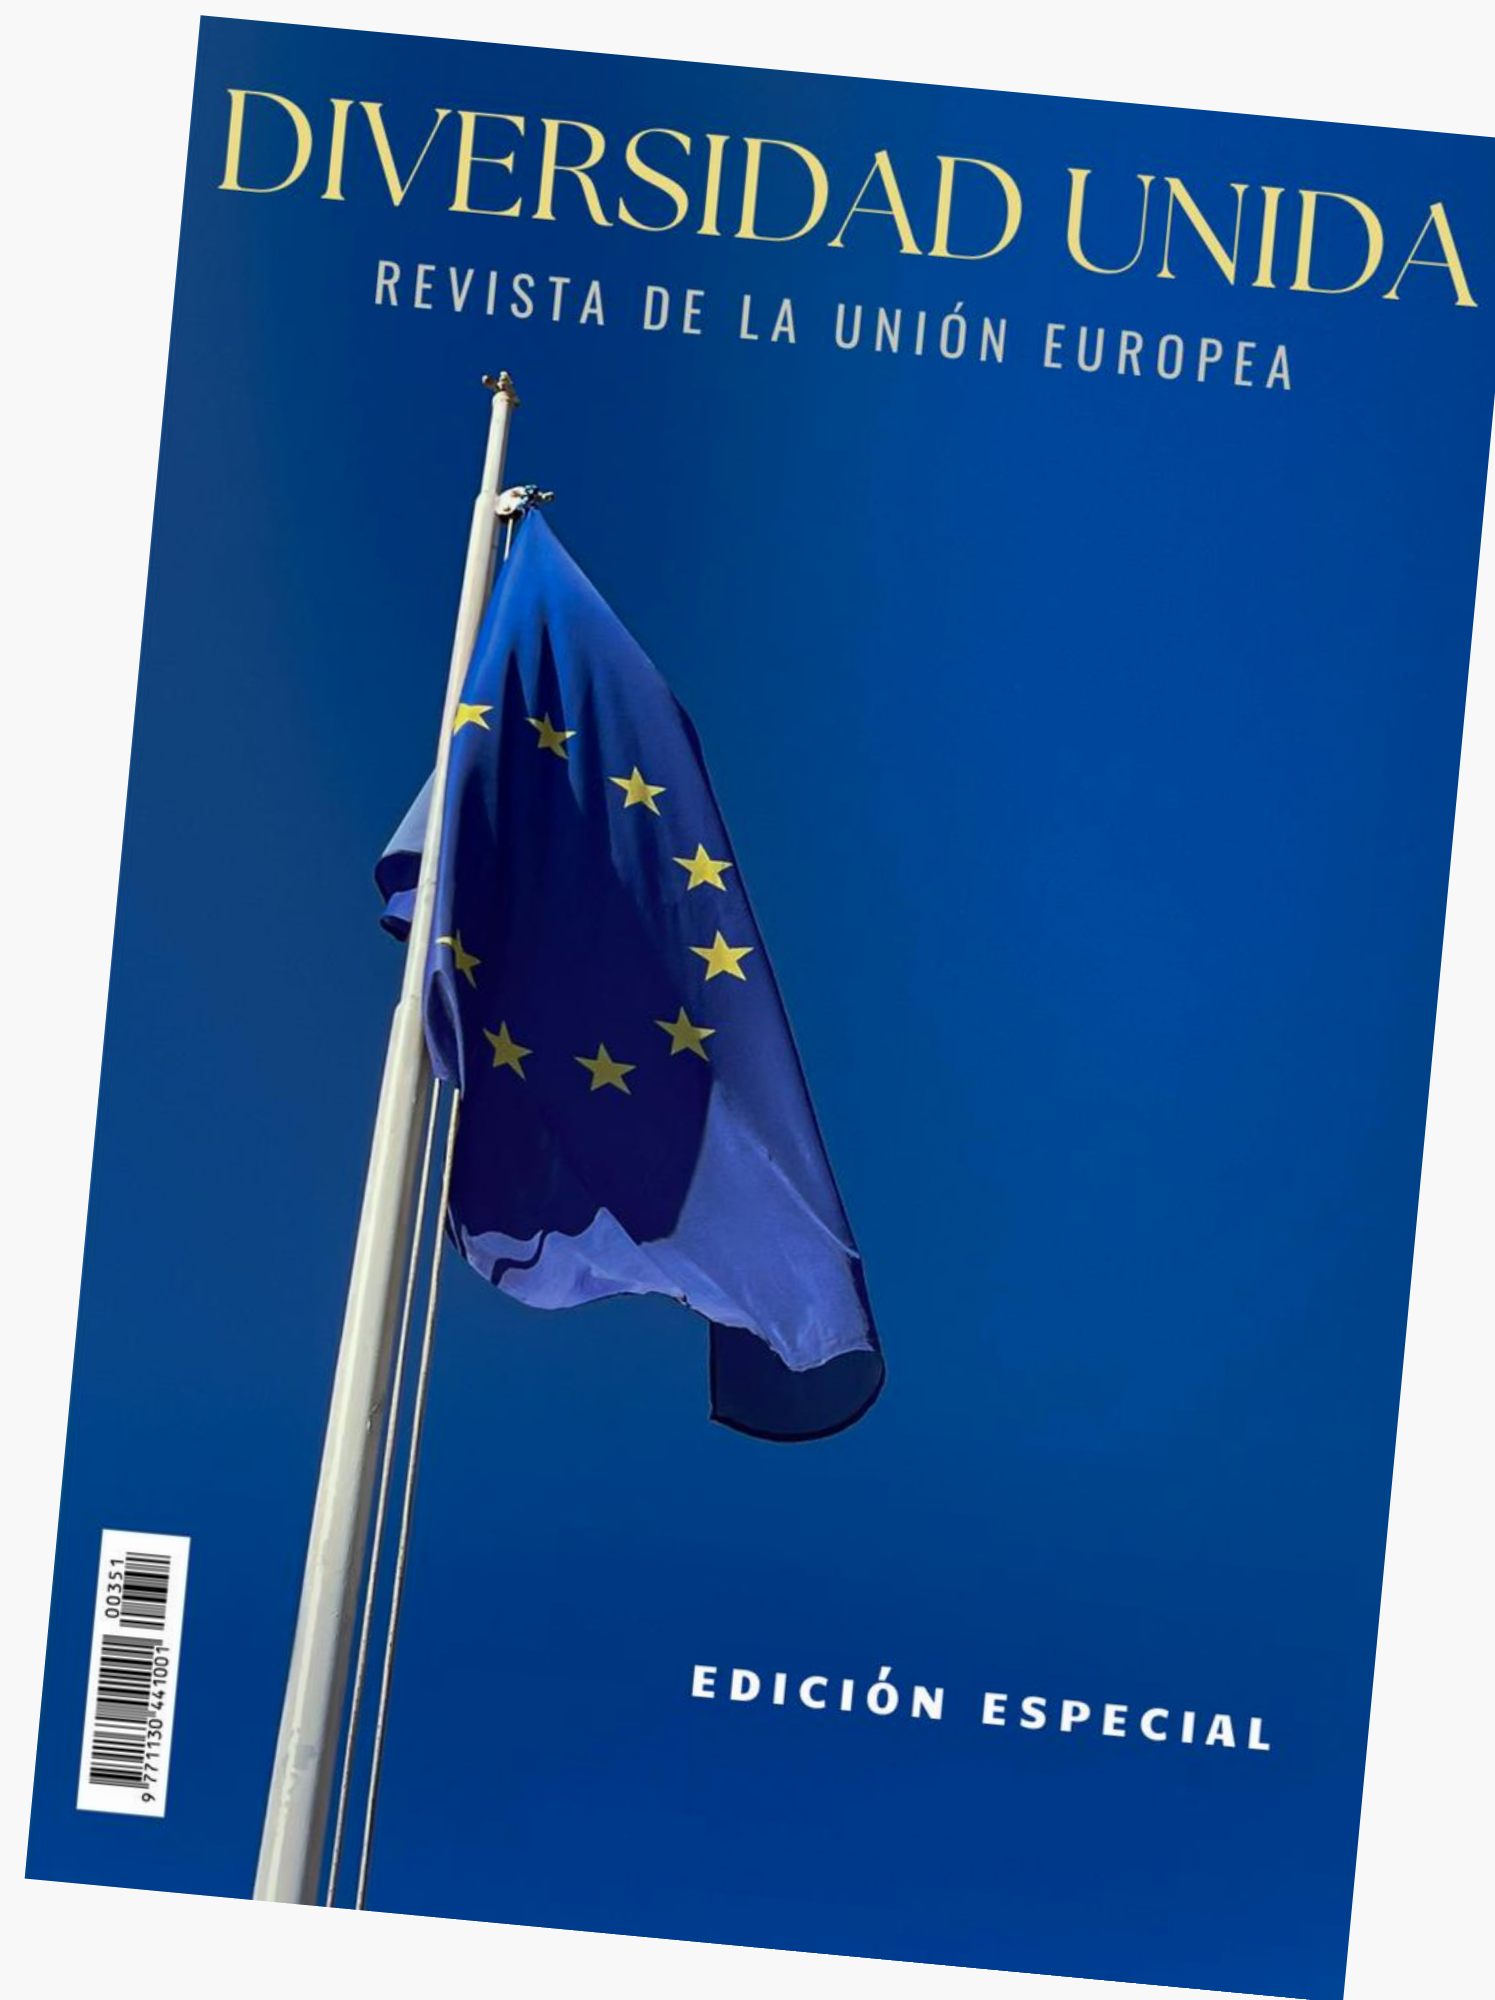 DIVERSIDAD UNIDA
REVISTA DE LA UNIÓN EUROPEA
EDICIÓN ESPECIAL
00351
9 771130 441001